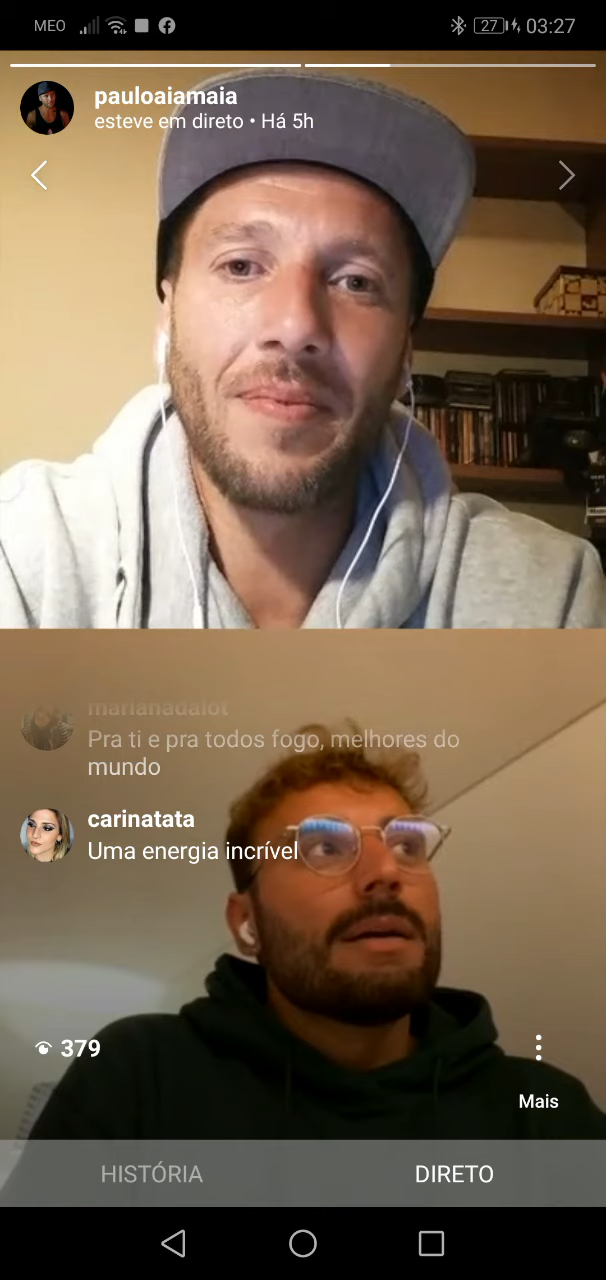 MEO
27
03:27
pauloaiamaia
esteve em direto • Há 5h
marianadalot
Pra ti e pra todos fogo, melhores do
mundo
carinatata
Uma energia incrível
379
Mais
HISTÓRIA
DIRETO